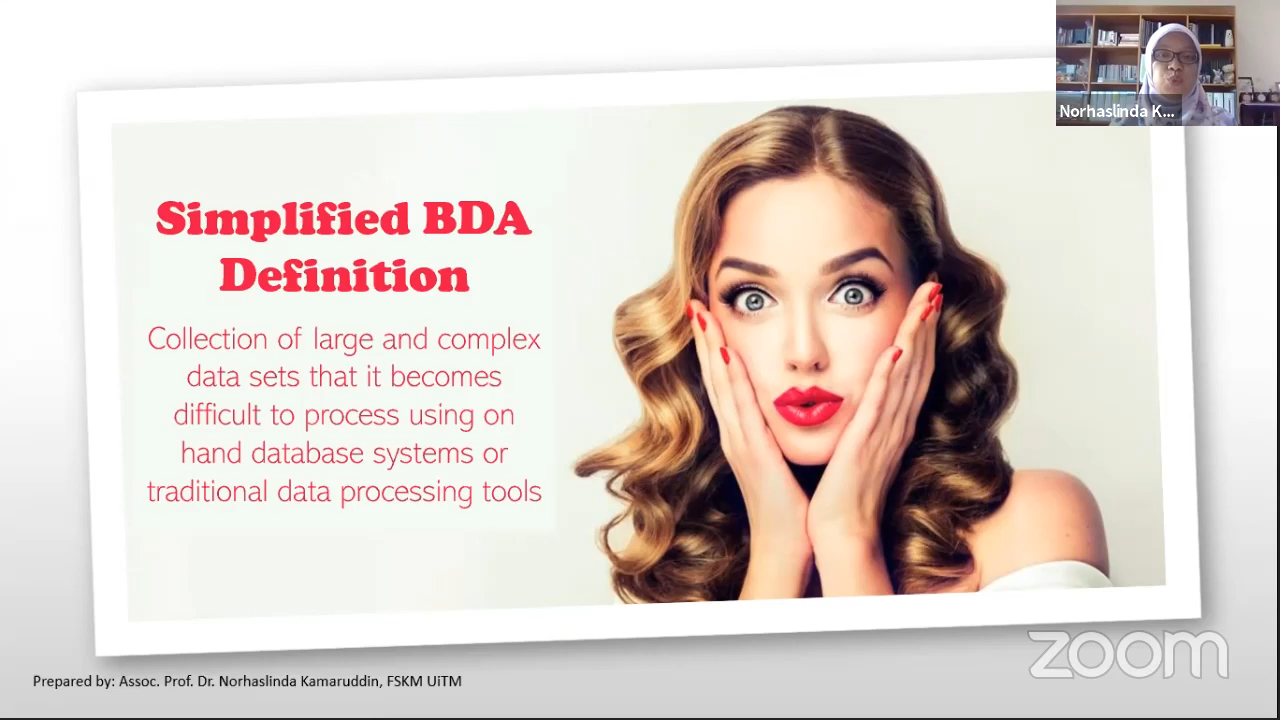 Norhaslinda K...
Simplified BDA
Definition
Collection of large and complex
data sets that it becomes
difficult to process using on
hand database systems or
traditional data processing tools
zoom
Prepared by: Assoc. Prof. Dr. Norhaslinda Kamaruddin, FSKM UiTM